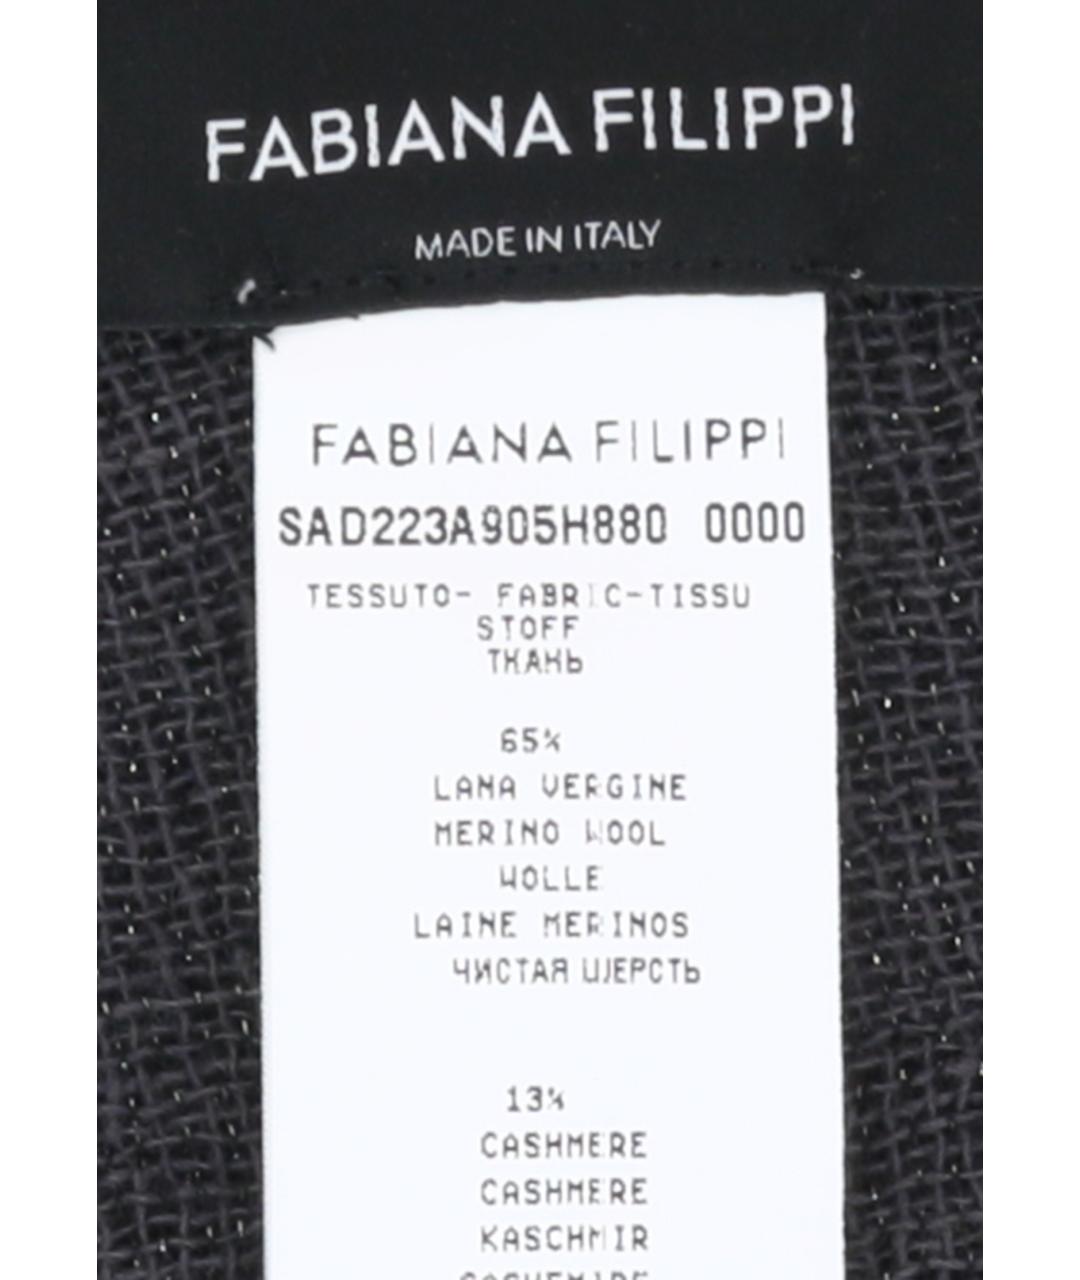 FABIANA FILIPPI
MADE IN ITALY
FABIANA FILIPPI
SAD223A905H880 0000
TESSUTO- FABRIC-TISSU
STOFF
ТКАНЬ
65%
LANA VERGINE
MERINO WOOL
WOLLE
LAINE MERINOS
ЧИСТАЯ ШЕРСТЬ
13%
CASHMERE
CASHMERE
KASCHMIR